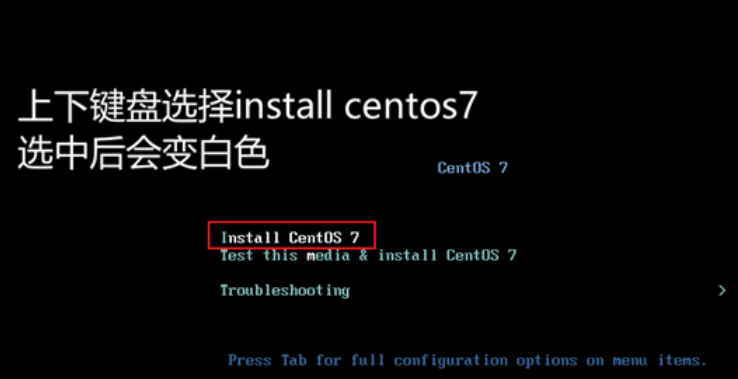 上下键盘选择install centos7
选中后会变白色
CentOS 7
Install CentOS 7
Test this media & install CentOS 7
Troubleshooting >
Press Tab for full configuration options on menu items.